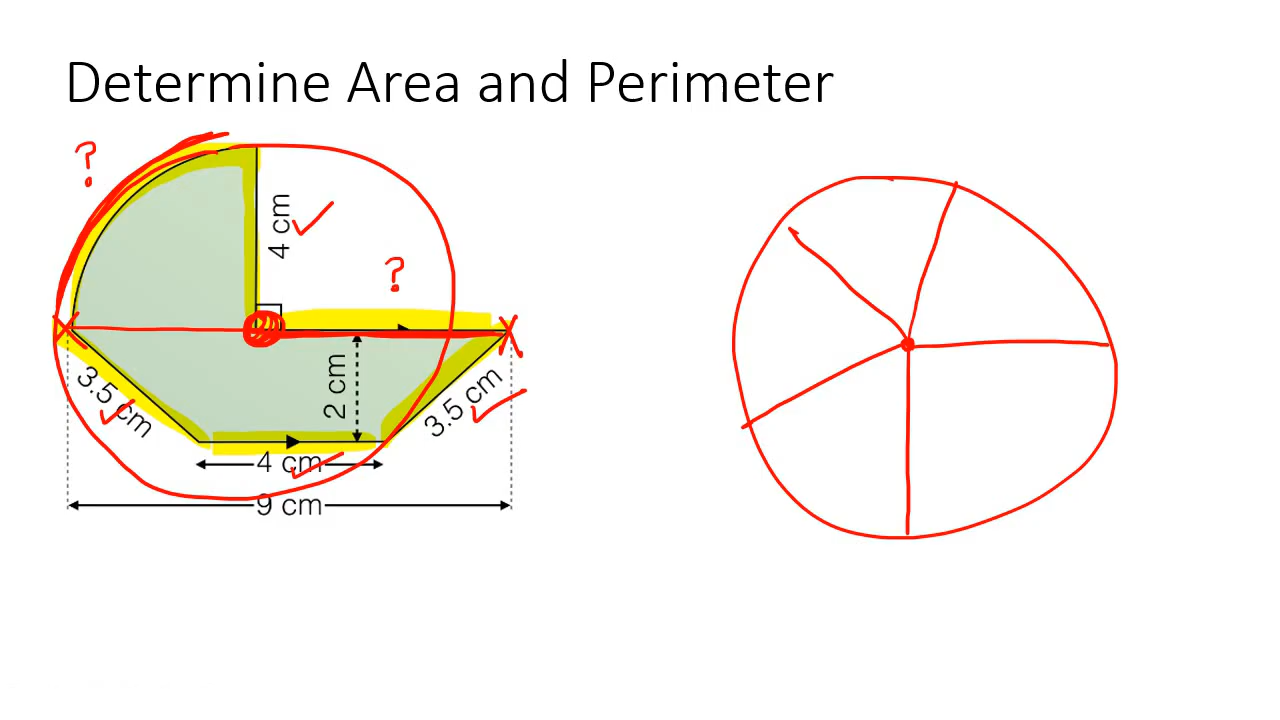 Determine Area and Perimeter
?
4 cm
?
3.5 cm
2 cm
3.5 cm
4 cm
9 cm